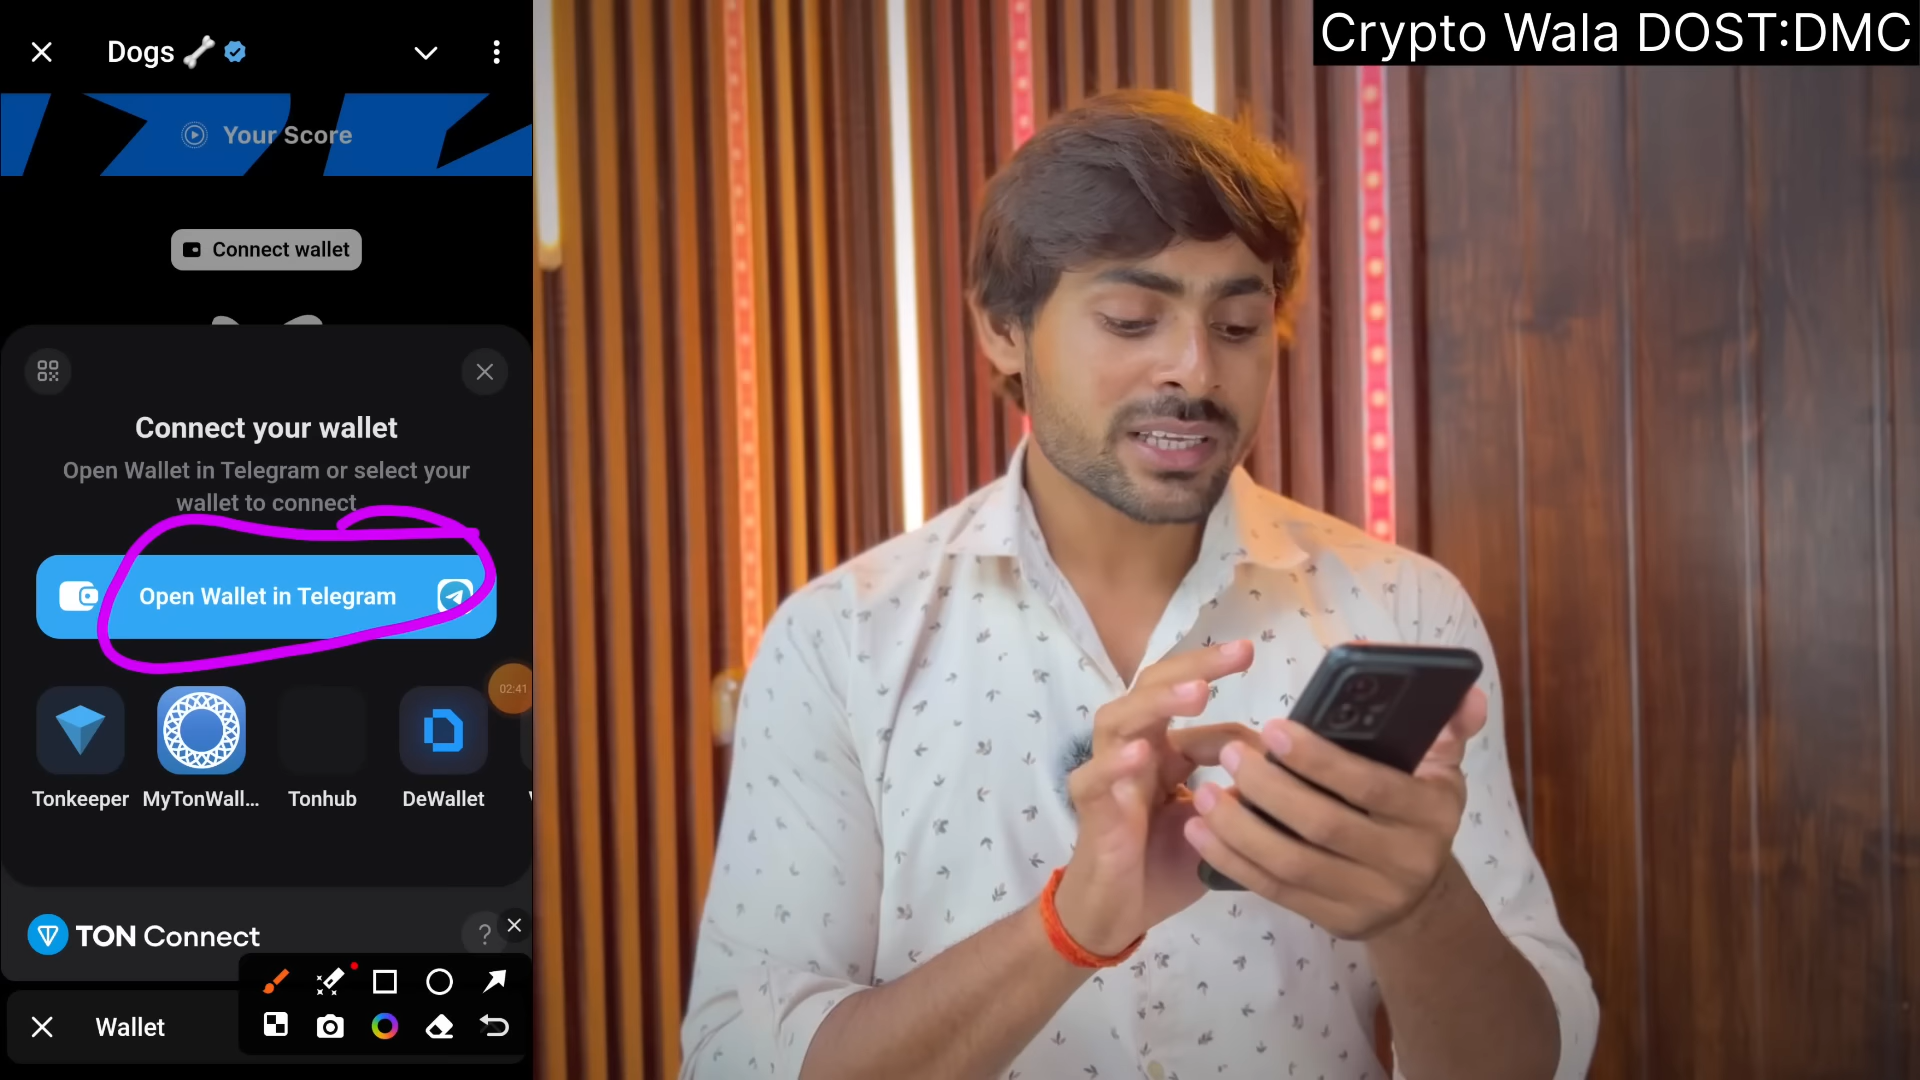 Dogs
Your Score
Connect wallet
Connect your wallet
Open Wallet in Telegram or select your
wallet to connect
Open Wallet in Telegram
02:41
Tonkeeper
MyTonWall...
Tonhub
DeWallet
TON Connect
?
Wallet
Crypto Wala DOST:DMC